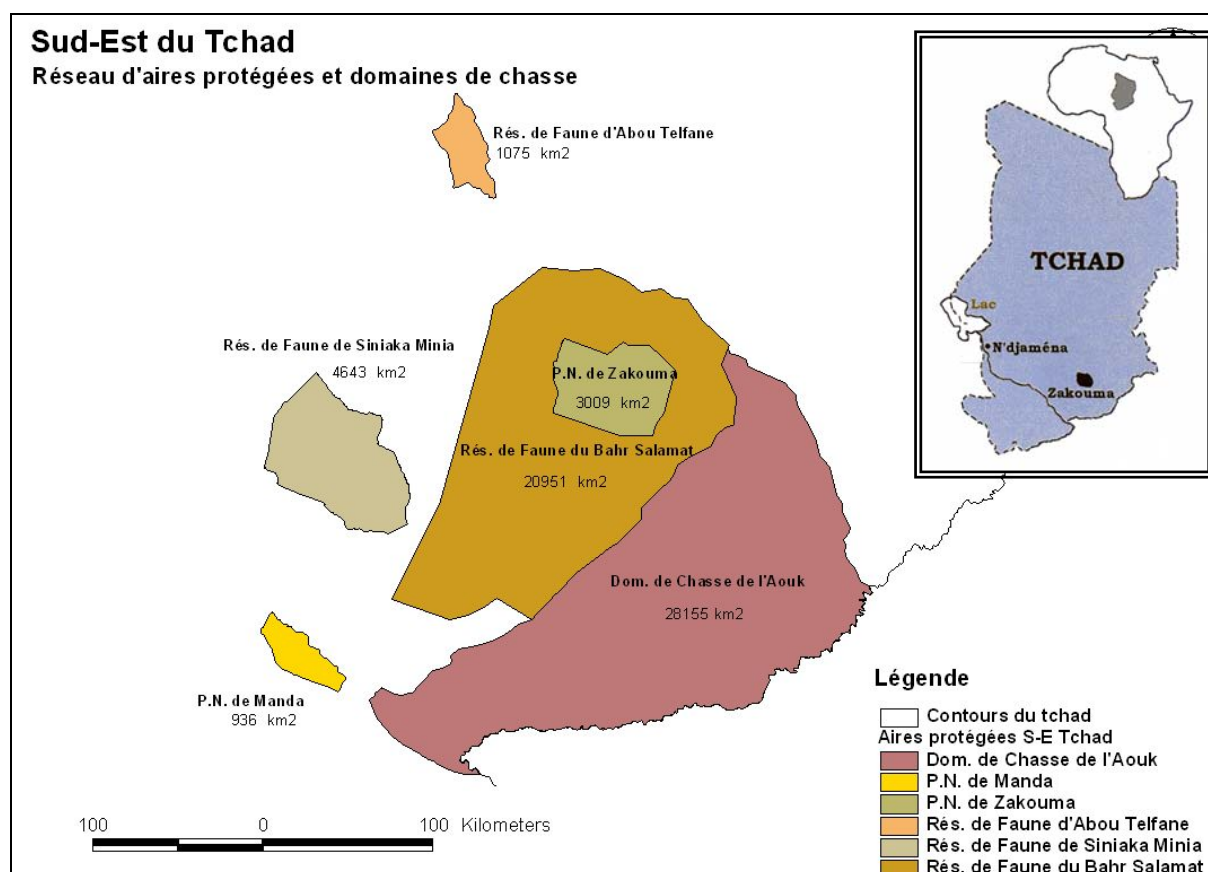 Sud-Est du Tchad
Réseau d'aires protégées et domaines de chasse
Rés. de Faune d'Abou Telfane
1075 km2
Rés. de Faune de Siniaka Minia
4643 km2
P.N. de Zakouma
3009 km2
Rés. de Faune du Bahr Salamat
20951 km2
Dom. de Chasse de l'Aouk
28155 km2
P.N. de Manda
936 km2
TCHAD
Lac
N'djaména
Zakouma
100 0 100 Kilometers
Légende
Contours du tchad
Aires protégées S-E Tchad
Dom. de Chasse de l'Aouk
P.N. de Manda
P.N. de Zakouma
Rés. de Faune d'Abou Telfane
Rés. de Faune de Siniaka Minia
Rés. de Faune du Bahr Salamat